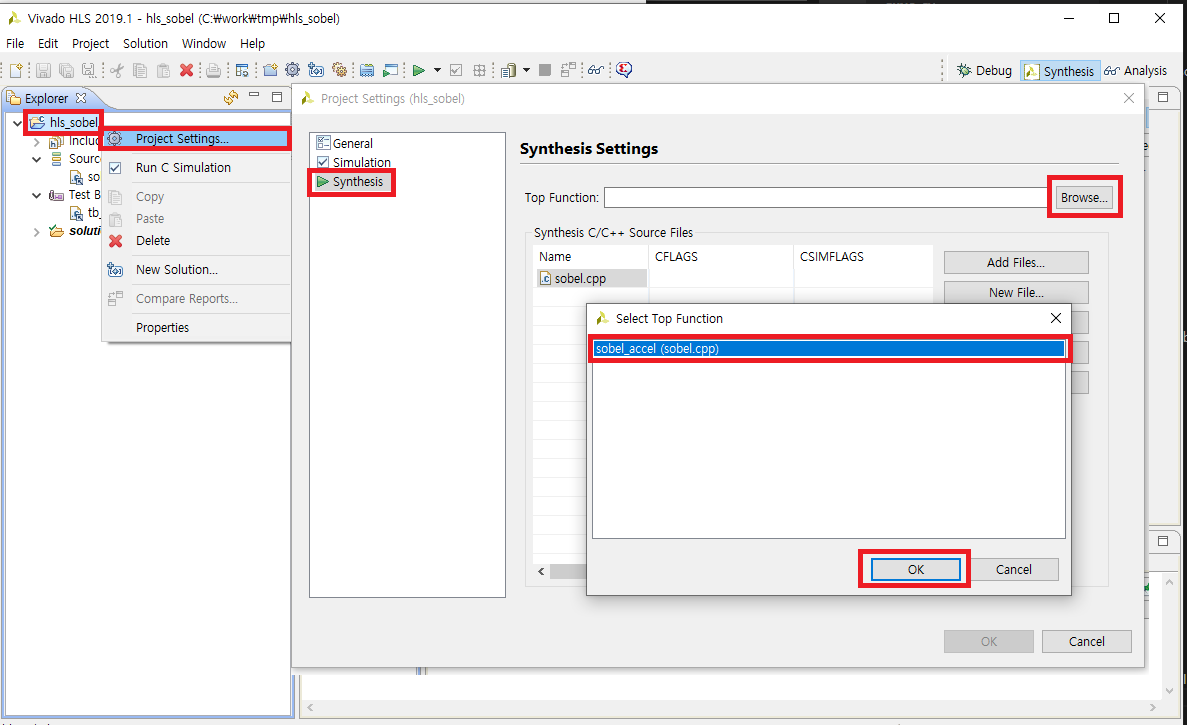 Vivado HLS 2019.1 - hls_sobel (C:₩work₩tmp₩hls_sobel)
File Edit Project Solution Window Help
Debug Synthesis Analysis
Explorer
hls_sobel
Includ
Sourc
so
Test B
tb_
soluti
Project Settings...
Run C Simulation
Copy
Paste
Delete
New Solution...
Compare Reports...
Properties
Project Settings (hls_sobel)
General
Simulation
Synthesis
Synthesis Settings
Top Function: Browse...
Synthesis C/C++ Source Files
Name CFLAGS CSIMFLAGS
sobel.cpp
Add Files...
New File...
Select Top Function
sobel_accel (sobel.cpp)
OK Cancel
OK Cancel